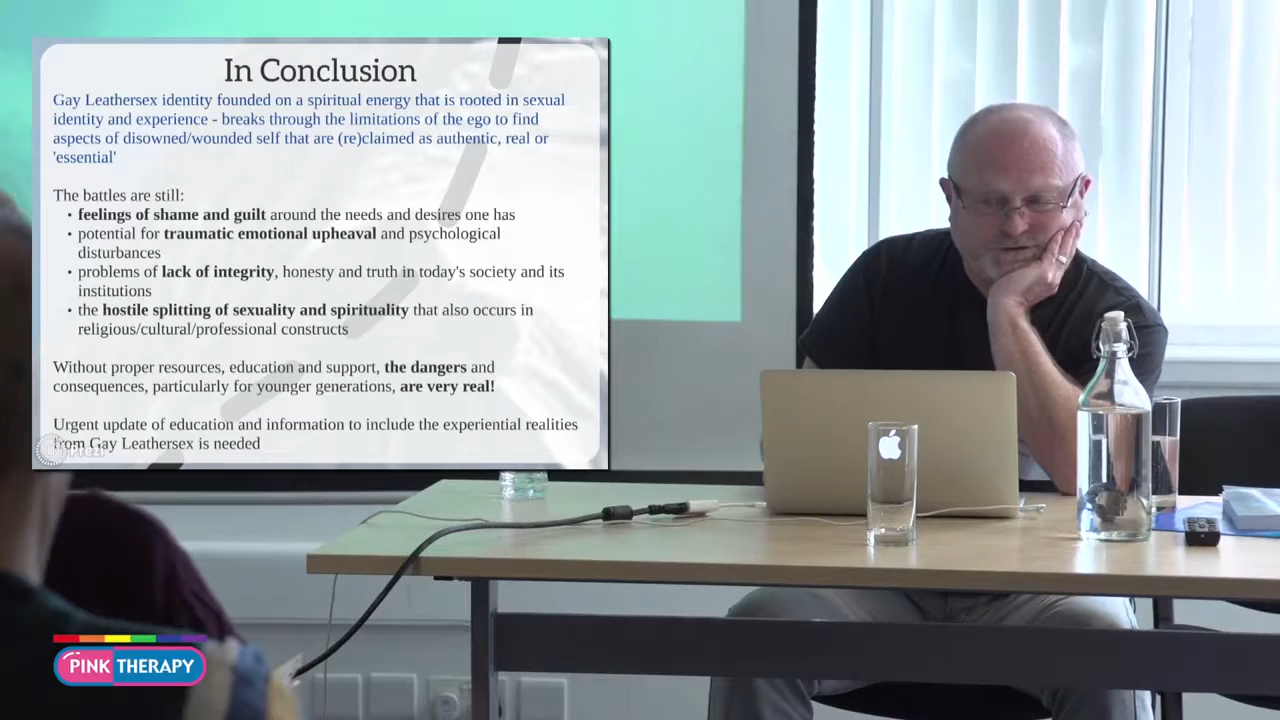 In Conclusion
Gay Leathersex identity founded on a spiritual energy that is rooted in sexual
identity and experience - breaks through the limitations of the ego to find
aspects of disowned/wounded self that are (re)claimed as authentic, real or
'essential'
The battles are still:
• feelings of shame and guilt around the needs and desires one has
• potential for traumatic emotional upheaval and psychological
disturbances
• problems of lack of integrity, honesty and truth in today's society and its
institutions
• the hostile splitting of sexuality and spirituality that also occurs in
religious/cultural/professional constructs
Without proper resources, education and support, the dangers and
consequences, particularly for younger generations, are very real!
Urgent update of education and information to include the experiential realities
from Gay Leathersex is needed
Prezi
PINK THERAPY